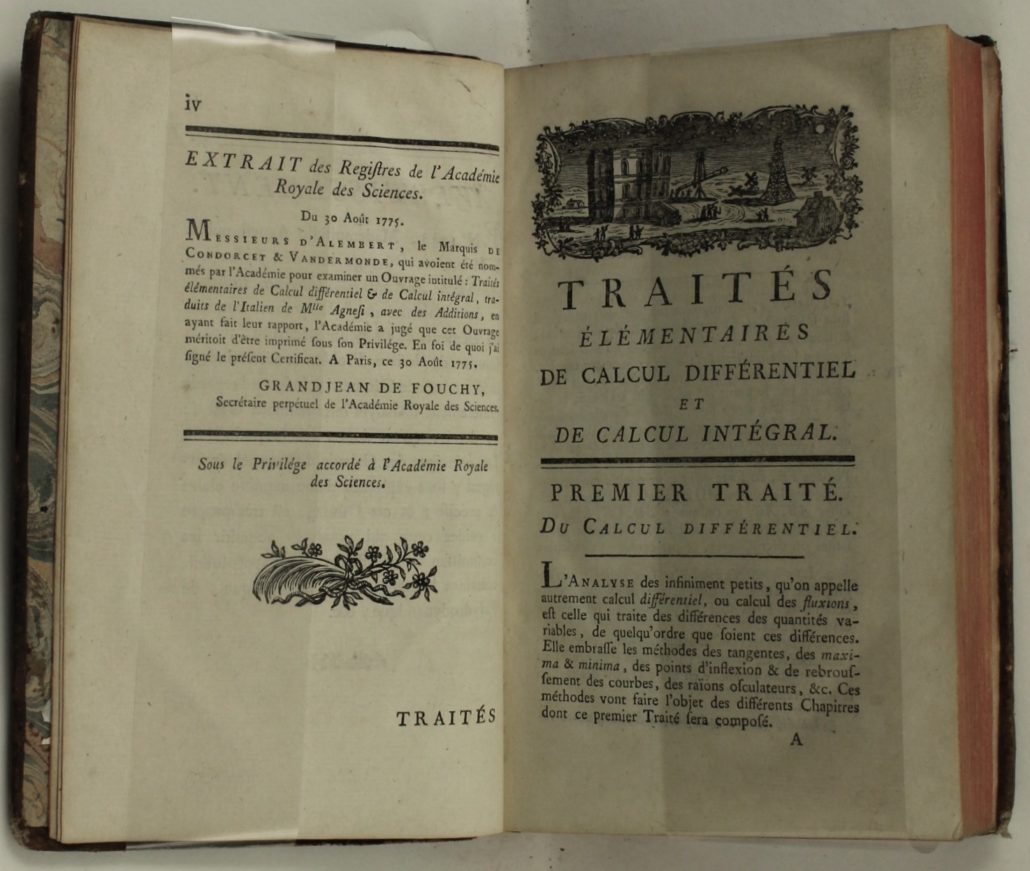 iv
EXTRAIT des Regiſtres de l'Académie
Royale des Sciences.
Du 30 Août 1775.
MESSIEURS D'ALEMBERT, le Marquis DE
CONDORCET & VANDERMONDE, qui avoient été nom-
més par l'Académie pour examiner un Ouvrage intitulé : Traités
élémentaires de Calcul différentiel & de Calcul intégral, tra-
duits de l'Italien de Mlle Agneſi, avec des Additions, en
ayant fait leur rapport, l'Académie a jugé que cet Ouvrage
méritoit d'être imprimé ſous ſon Privilége. En foi de quoi j'ai
ſigné le préſent Certificat. A Paris, ce 30 Août 1775.
GRANDJEAN DE FOUCHY,
Secrétaire perpétuel de l'Académie Royale des Sciences.
Sous le Privilége accordé à l'Académie Royale
des Sciences.
TRAITÉS
TRAITÉS
ÉLÉMENTAIRES
DE CALCUL DIFFÉRENTIEL
ET
DE CALCUL INTÉGRAL.
PREMIER TRAITÉ.
DU CALCUL DIFFÉRENTIEL.
L'ANALYSE des infiniment petits, qu'on appelle
autrement calcul différentiel, ou calcul des fluxions,
eſt celle qui traite des différences des quantités va-
riables, de quelqu'ordre que ſoient ces différences.
Elle embraſſe les méthodes des tangentes, des maxi-
ma & minima, des points d'inflexion & de rebrouſ-
ſement des courbes, des raïons oſculateurs, &c. Ces
méthodes vont faire l'objet des différents Chapitres
dont ce premier Traité ſera compoſé.
A